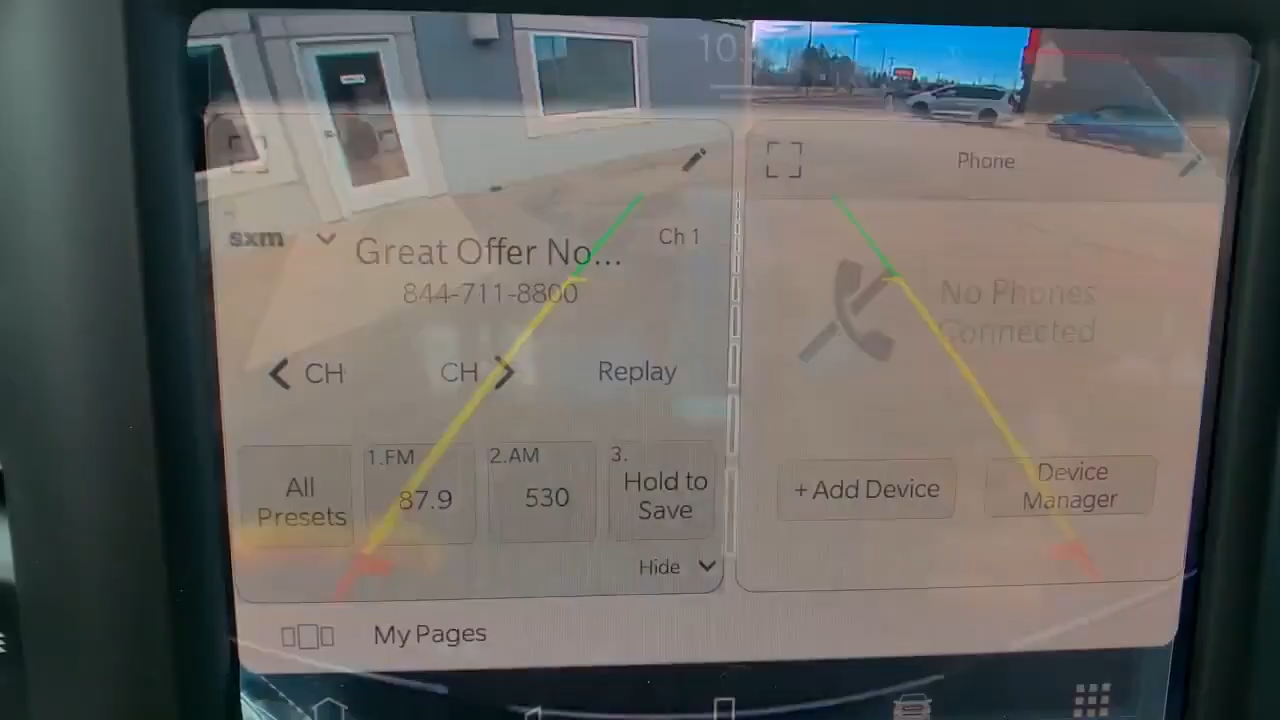 10
Phone
sxm
Great Offer No...
Ch 1
844-711-8800
No Phones
Connected
CH
CH
Replay
All
Presets
1.FM
87.9
2.AM
530
3.
Hold to
Save
+Add Device
Device
Manager
Hide
My Pages